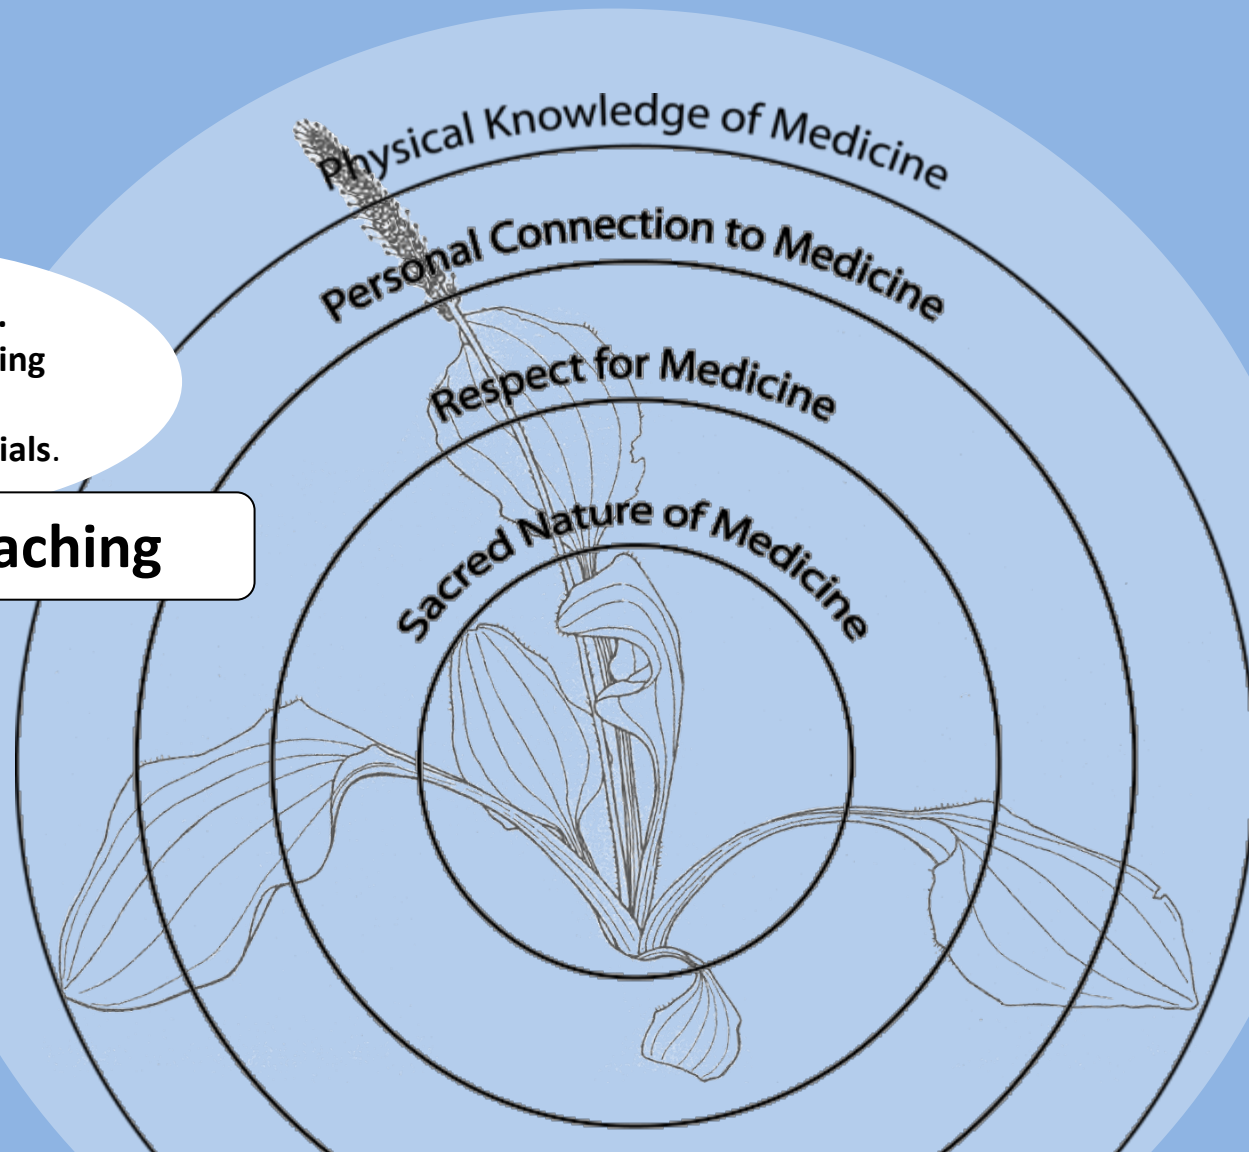 Physical Knowledge of Medicine
Personal Connection to Medicine
Respect for Medicine
Sacred Nature of Medicine
.
ing
ials.
aching